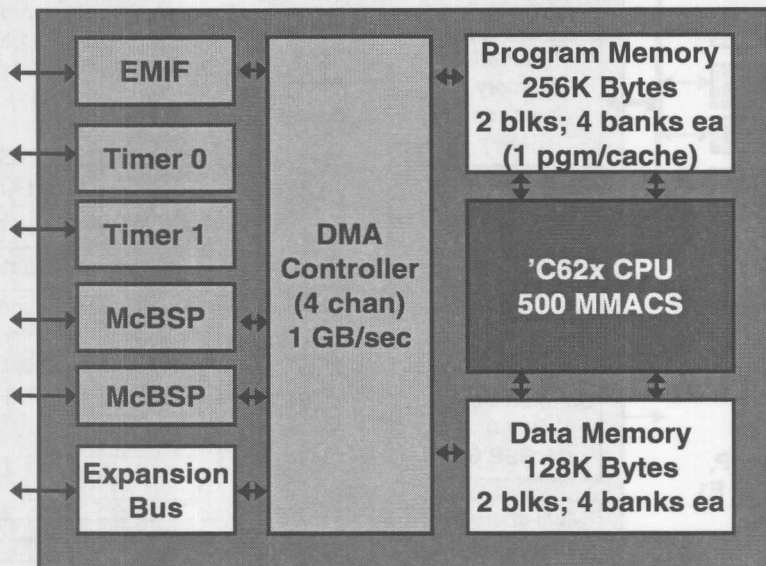 EMIF
Timer 0
Timer 1
McBSP
McBSP
Expansion
Bus
DMA
Controller
(4 chan)
1 GB/sec
Program Memory
256K Bytes
2 blks; 4 banks ea
(1 pgm/cache)
'C62x CPU
500 MMACS
Data Memory
128K Bytes
2 blks; 4 banks ea